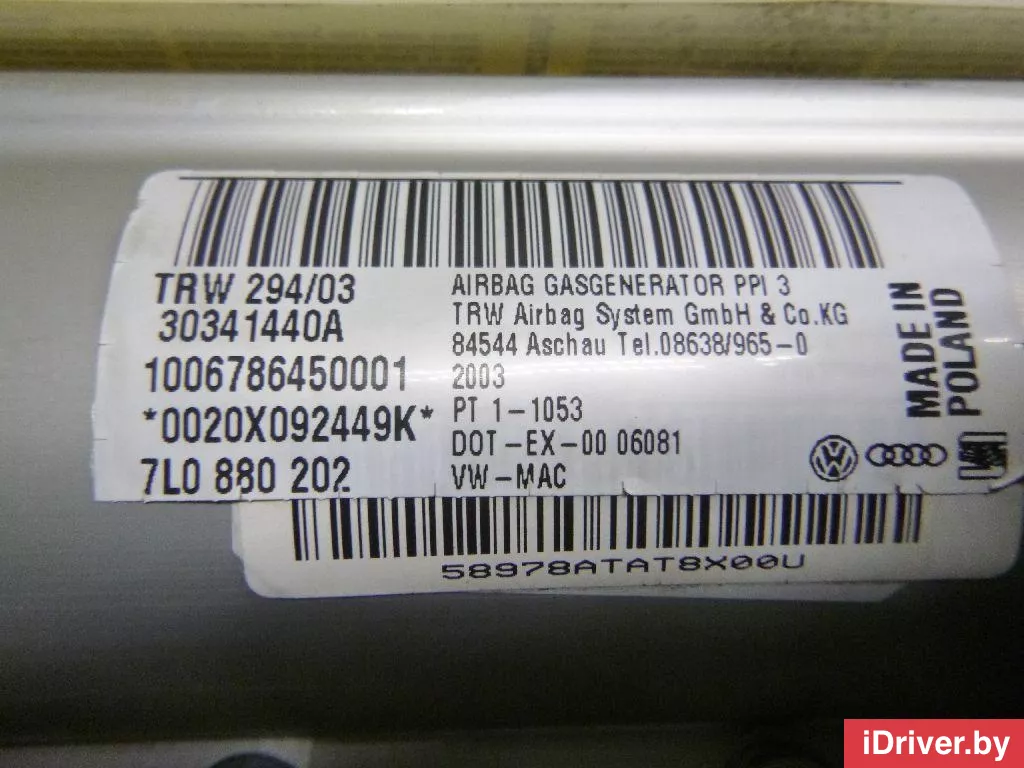 TRW 294/03
30341440A
1006786450001
*0020X092449K*
7L0 880 202
AIRBAG GASGENERATOR PPI 3
TRW Airbag System GmbH & Co.KG
84544 Aschau Tel.08638/965-0
2003
PT 1-1053
DOT-EX-00 06081
VW-MAC
MADE IN
POLAND
58978ATAT8X00U
iDriver.by